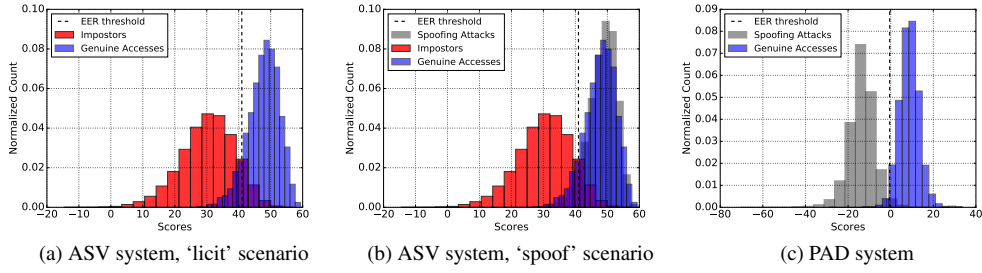 EER threshold
Impostors
Genuine Accesses
Normalized Count
0.10
0.08
0.06
0.04
0.02
0.00
−20 −10 0 10 20 30 40 50 60
Scores
(a) ASV system, ‘licit’ scenario
EER threshold
Spoofing Attacks
Impostors
Genuine Accesses
Normalized Count
0.10
0.08
0.06
0.04
0.02
0.00
−20 −10 0 10 20 30 40 50 60
Scores
(b) ASV system, ‘spoof’ scenario
EER threshold
Spoofing Attacks
Genuine Accesses
Normalized Count
0.09
0.08
0.07
0.06
0.05
0.04
0.03
0.02
0.01
0.00
−80 −60 −40 −20 0 20 40
Scores
(c) PAD system